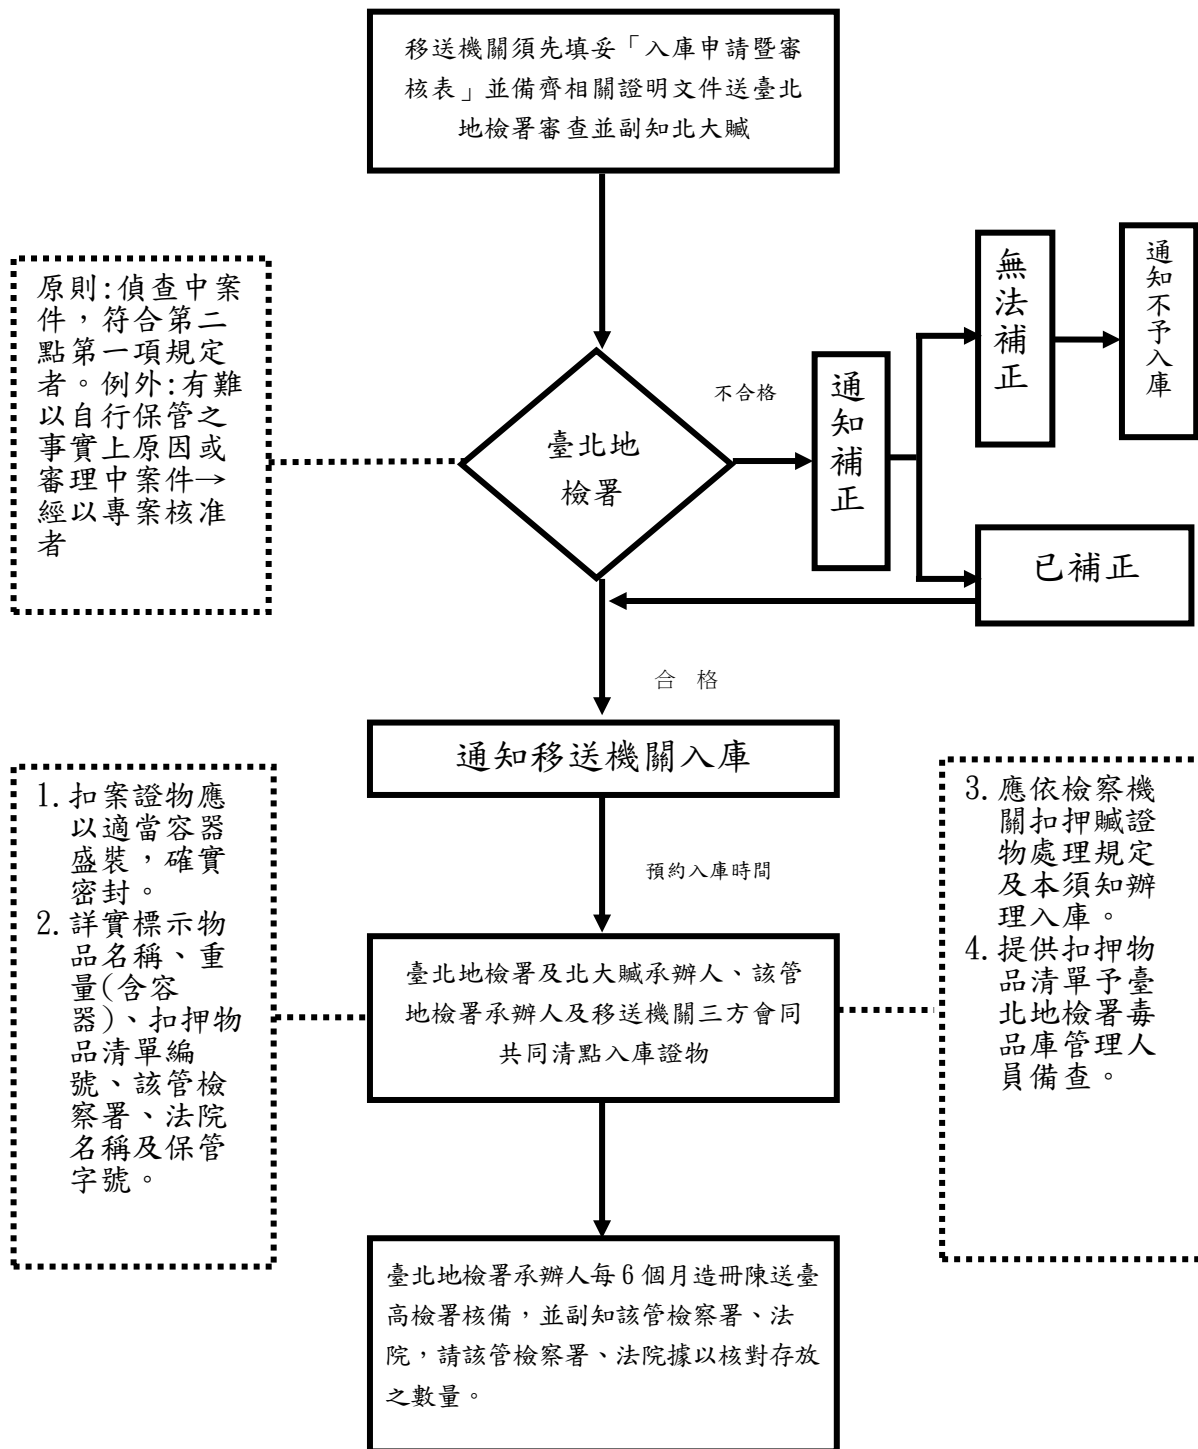 移送機關須先填妥「入庫申請暨審
核表」並備齊相關證明文件送臺北
地檢署審查並副知北大贓
原則:偵查中案
件，符合第二
點第一項規定
者。例外:有難
以自行保管之
事實上原因或
審理中案件→
經以專案核准
者
臺北地
檢署
不合格
通知補正
無法補正
通知不予入庫
已補正
合 格
通知移送機關入庫
預約入庫時間
1.扣案證物應
以適當容器
盛裝，確實
密封。
2.詳實標示物
品名稱、重
量(含容
器)、扣押物
品清單編
號、該管檢
察署、法院
名稱及保管
字號。
臺北地檢署及北大贓承辦人、該管
地檢署承辦人及移送機關三方會同
共同清點入庫證物
3.應依檢察機
關扣押贓證
物處理規定
及本須知辦
理入庫。
4.提供扣押物
品清單予臺
北地檢署毒
品庫管理人
員備查。
臺北地檢署承辦人每 6 個月造冊陳送臺
高檢署核備，並副知該管檢察署、法
院，請該管檢察署、法院據以核對存放
之數量。